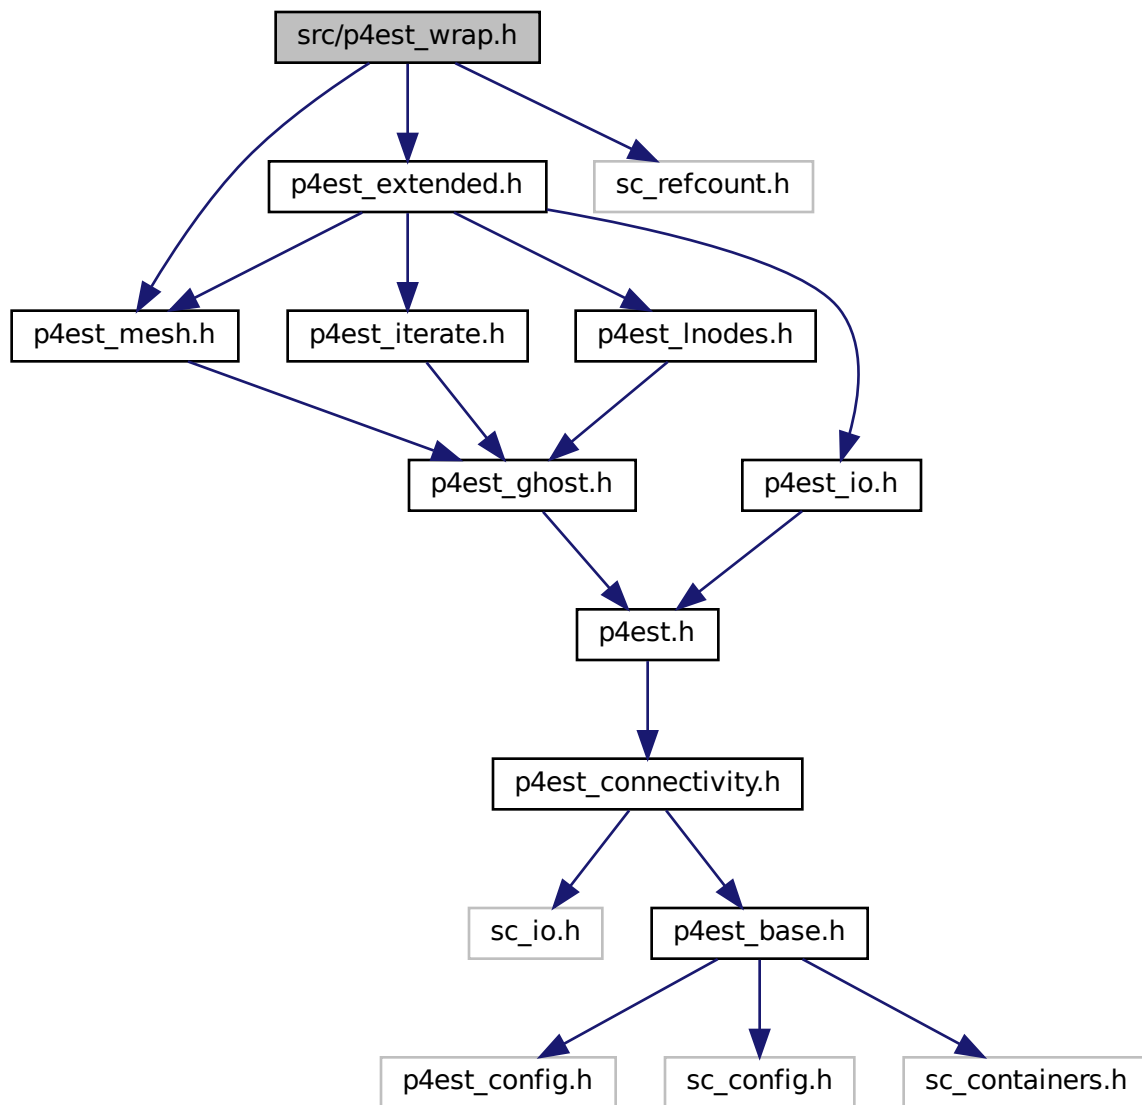 src/p4est_wrap.h
p4est_extended.h
sc_refcount.h
p4est_mesh.h
p4est_iterate.h
p4est_lnodes.h
p4est_ghost.h
p4est_io.h
p4est.h
p4est_connectivity.h
sc_io.h
p4est_base.h
p4est_config.h
sc_config.h
sc_containers.h